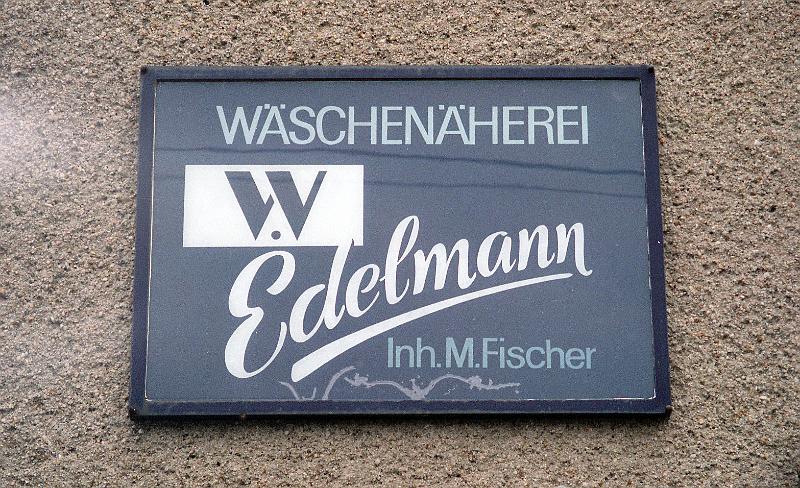 WÄSCHENÄHEREI
W.
Edelmann
Inh. M. Fischer